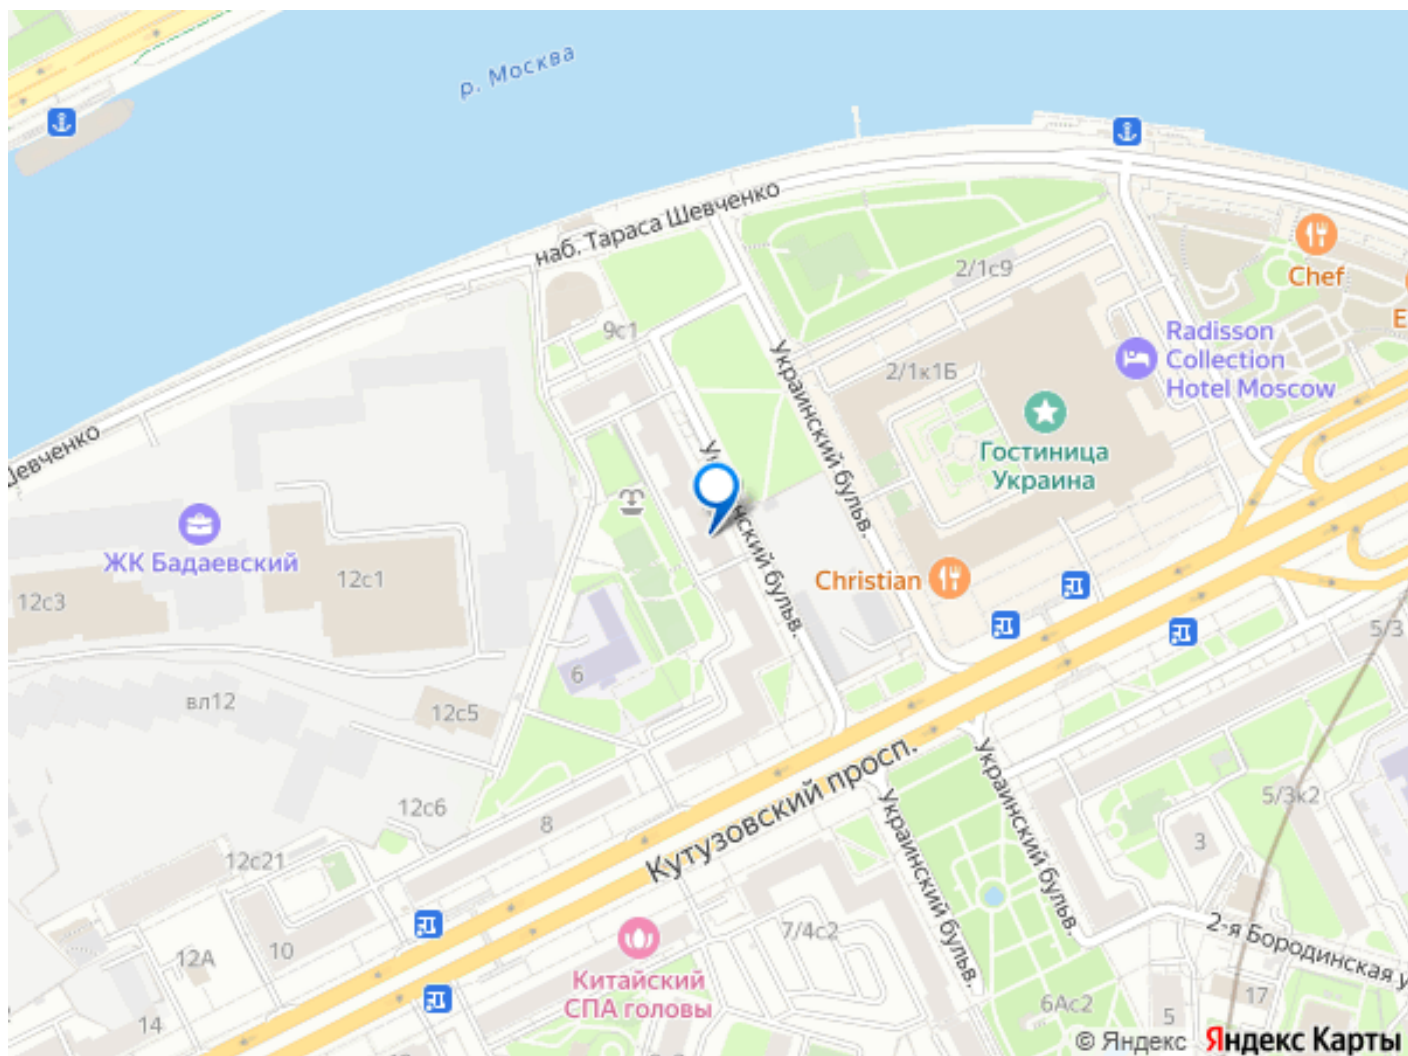 р. Москва
наб. Тараса Шевченко
Chef
2/1с9
9с1
Radisson
Collection
Hotel Moscow
2/1к1Б
Украинский бульв.
Гостиница
Украина
Шевченко
ЖК Бадаевский
12с1
12с3
Christian
5/3
6
вл12
12с5
Кутузовский просп.
Украинский бульв.
Украинский бульв.
5/3к2
12с6
8
3
12с21
2-я Бородинская у
7/4с2
10
12А
Китайский
СПА головы
14
6Ас2
17
5
© Яндекс Яндекс Карты